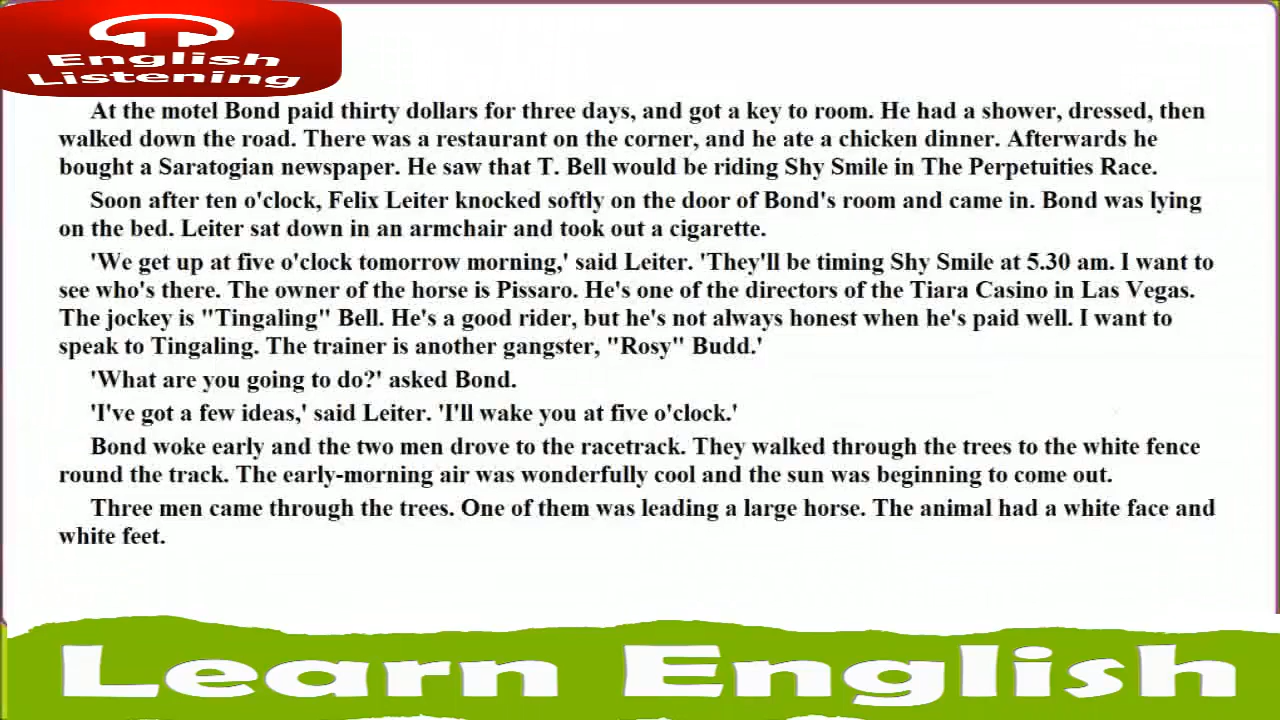 English
Listening
At the motel Bond paid thirty dollars for three days, and got a key to room. He had a shower, dressed, then
walked down the road. There was a restaurant on the corner, and he ate a chicken dinner. Afterwards he
bought a Saratogian newspaper. He saw that T. Bell would be riding Shy Smile in The Perpetuities Race.
Soon after ten o'clock, Felix Leiter knocked softly on the door of Bond's room and came in. Bond was lying
on the bed. Leiter sat down in an armchair and took out a cigarette.
'We get up at five o'clock tomorrow morning,' said Leiter. 'They'll be timing Shy Smile at 5.30 am. I want to
see who's there. The owner of the horse is Pissaro. He's one of the directors of the Tiara Casino in Las Vegas.
The jockey is "Tingaling" Bell. He's a good rider, but he's not always honest when he's paid well. I want to
speak to Tingaling. The trainer is another gangster, "Rosy" Budd.'
'What are you going to do?' asked Bond.
'I've got a few ideas,' said Leiter. 'I'll wake you at five o'clock.'
Bond woke early and the two men drove to the racetrack. They walked through the trees to the white fence
round the track. The early-morning air was wonderfully cool and the sun was beginning to come out.
Three men came through the trees. One of them was leading a large horse. The animal had a white face and
white feet.
Learn English